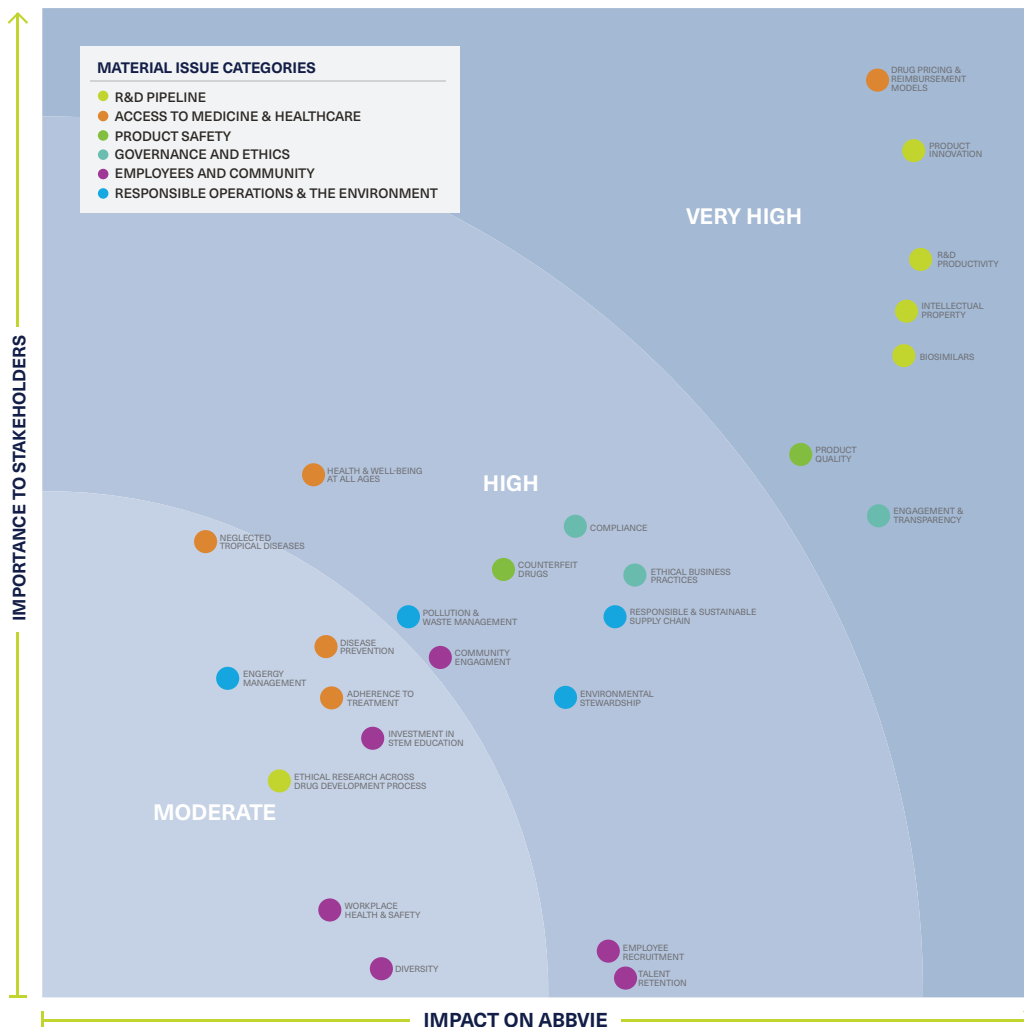 MATERIAL ISSUE CATEGORIES
R&D PIPELINE
ACCESS TO MEDICINE & HEALTHCARE
PRODUCT SAFETY
GOVERNANCE AND ETHICS
EMPLOYEES AND COMMUNITY
RESPONSIBLE OPERATIONS & THE ENVIRONMENT
DRUG PRICING &
REIMBURSEMENT
MODELS
PRODUCT
INNOVATION
VERY HIGH
R&D
PRODUCTIVITY
INTELLECTUAL
PROPERTY
BIOSIMILARS
PRODUCT
QUALITY
HEALTH & WELL-BEING
AT ALL AGES
HIGH
ENGAGEMENT &
TRANSPARENCY
COMPLIANCE
NEGLECTED
TROPICAL DISEASES
COUNTERFEIT
DRUGS
ETHICAL BUSINESS
PRACTICES
POLLUTION &
WASTE MANAGEMENT
RESPONSIBLE & SUSTAINABLE
SUPPLY CHAIN
DISEASE
PREVENTION
COMMUNITY
ENGAGMENT
ENGERGY
MANAGEMENT
ADHERENCE TO
TREATMENT
ENVIRONMENTAL
STEWARDSHIP
INVESTMENT IN
STEM EDUCATION
ETHICAL RESEARCH ACROSS
DRUG DEVELOPMENT PROCESS
MODERATE
WORKPLACE
HEALTH & SAFETY
EMPLOYEE
RECRUITMENT
DIVERSITY
TALENT
RETENTION
IMPORTANCE TO STAKEHOLDERS
IMPACT ON ABBVIE